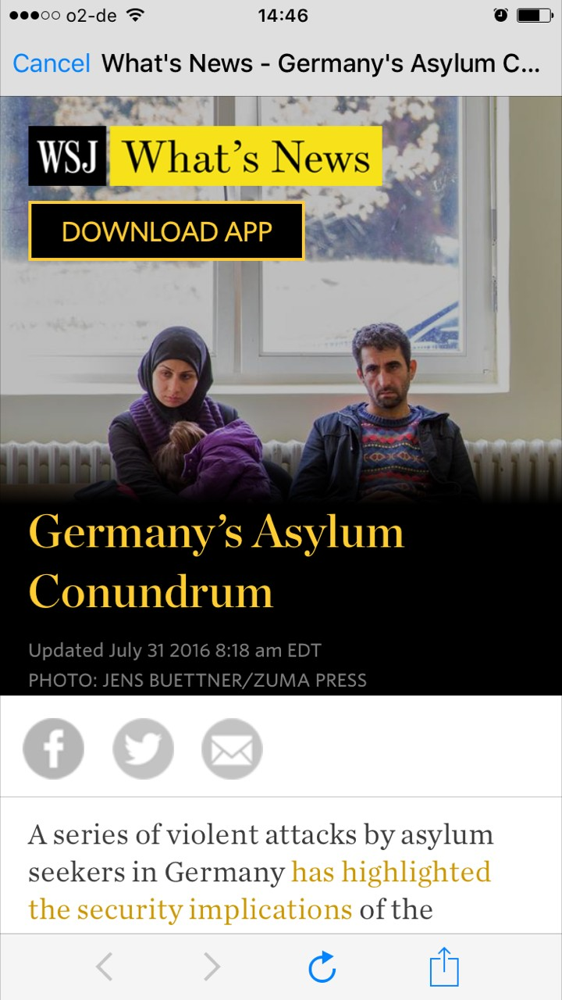 o2-de 14:46
Cancel What's News - Germany's Asylum C...
WSJ What's News
DOWNLOAD APP
Germany's Asylum
Conundrum
Updated July 31 2016 8:18 am EDT
PHOTO: JENS BUETTNER/ZUMA PRESS
A series of violent attacks by asylum
seekers in Germany has highlighted
the security implications of the